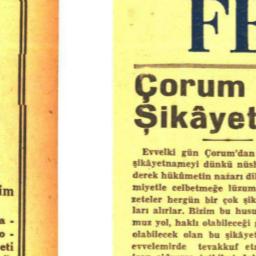 im
a -
o -
eti
FE
Çorum
Şikâyet
Evvelki gün Çorum'dan
şikâyetnameyi dünkü nüsh
derek hükûmetin nazarı di
miyetle celbetmeğe lüzum
zeteler hergün bir çok şik
ları alırlar. Bizim bu husu
muz yol, haklı olabileceği
olabilecek olan bu şikâyet
evvelemirde tevakkuf et